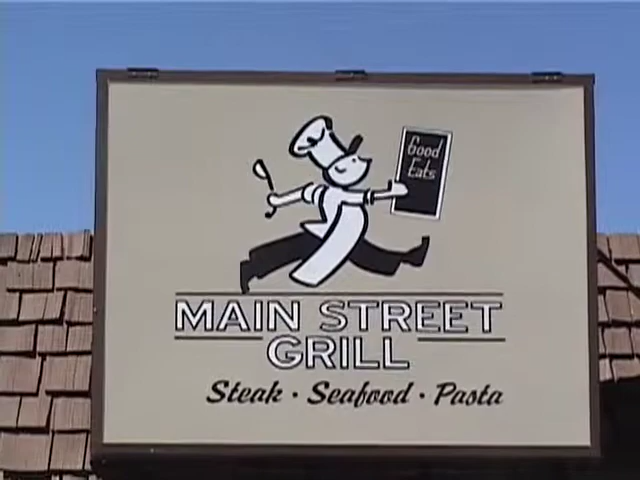 Good
Eats
MAIN STREET
GRILL
Steak · Seafood · Pasta